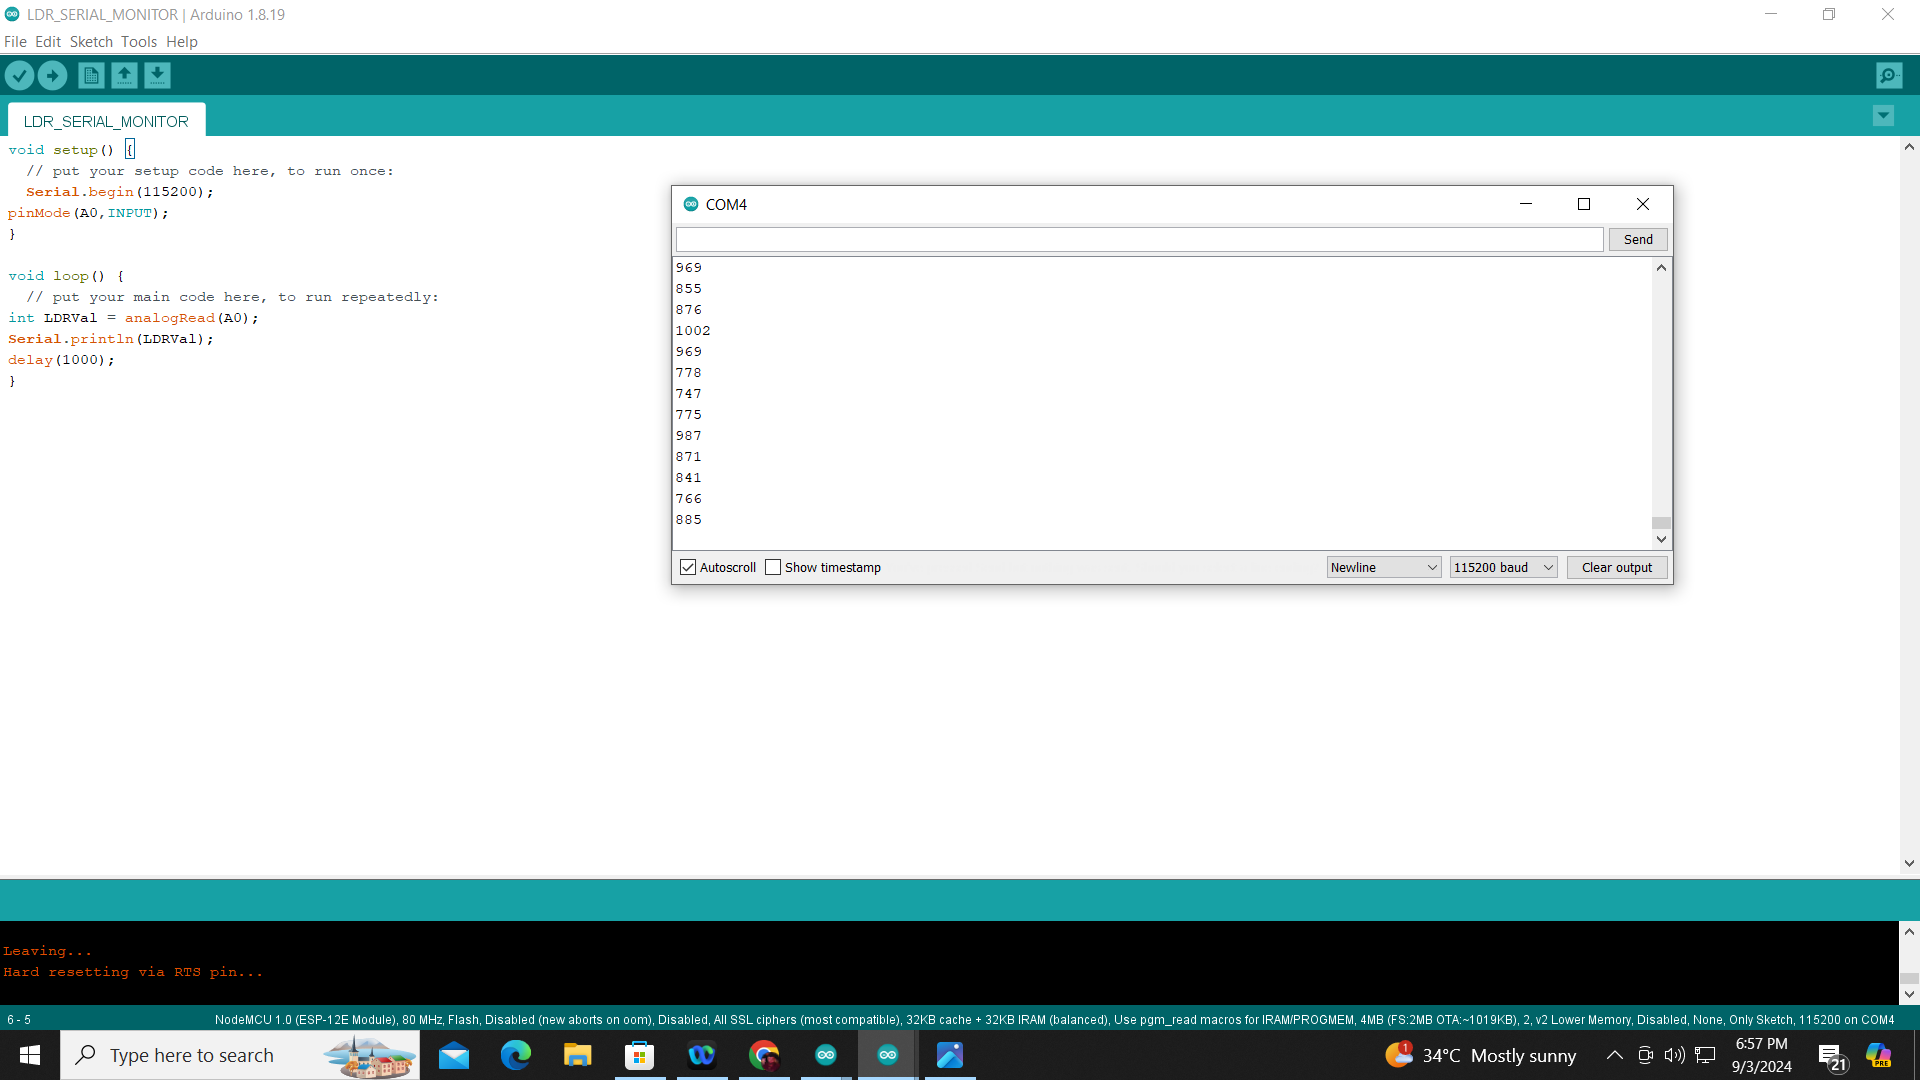 LDR_SERIAL_MONITOR | Arduino 1.8.19
File Edit Sketch Tools Help
LDR_SERIAL_MONITOR
void setup() {
// put your setup code here, to run once:
Serial.begin(115200);
pinMode(A0,INPUT);
}
void loop() {
// put your main code here, to run repeatedly:
int LDRVal = analogRead(A0);
Serial.println(LDRVal);
delay(1000);
}
COM4
Send
969
855
876
1002
969
778
747
775
987
871
841
766
885
Autoscroll Show timestamp Newline 115200 baud Clear output
Leaving...
Hard resetting via RTS pin...
6 - 5 NodeMCU 1.0 (ESP-12E Module), 80 MHz, Flash, Disabled (new aborts on oom), Disabled, All SSL ciphers (most compatible), 32KB cache + 32KB IRAM (balanced), Use pgm_read macros for IRAM/PROGMEM, 4MB (FS:2MB OTA:~1019KB), 2, v2 Lower Memory, Disabled, None, Only Sketch, 115200 on COM4
Type here to search
1
34°C Mostly sunny
6:57 PM
9/3/2024
21
PRE